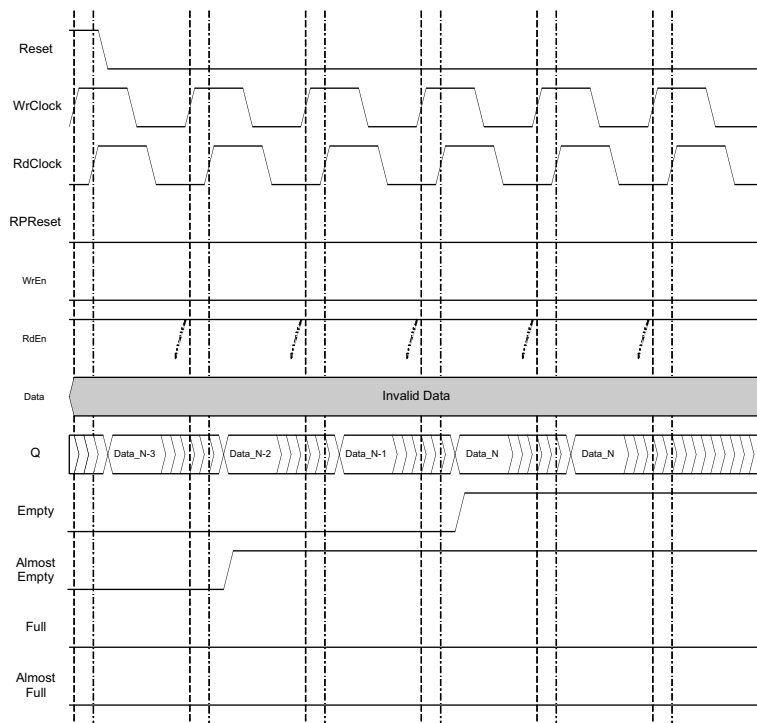 Reset
WrClock
RdClock
RPReset
WrEn
RdEn
Data
Invalid Data
Q
Data_N-3
Data_N-2
Data_N-1
Data_N
Data_N
Empty
Almost
Empty
Full
Almost
Full